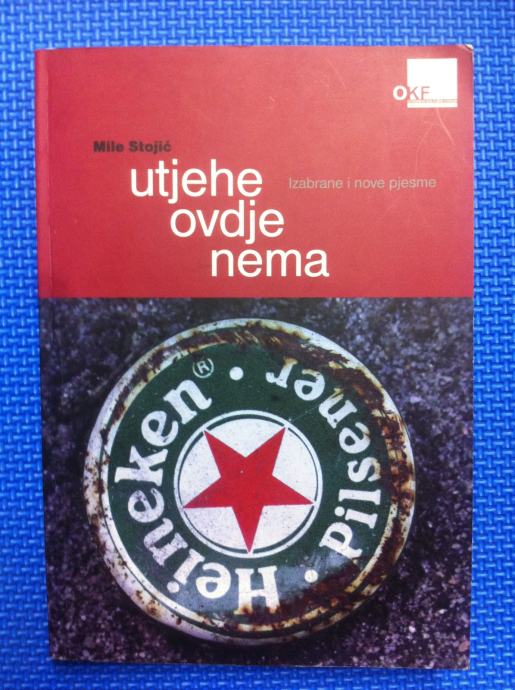 OKF
Mile Stojić
utjehe
ovdje
nema
Izabrane i nove pjesme
Heineken® • Pilsener •